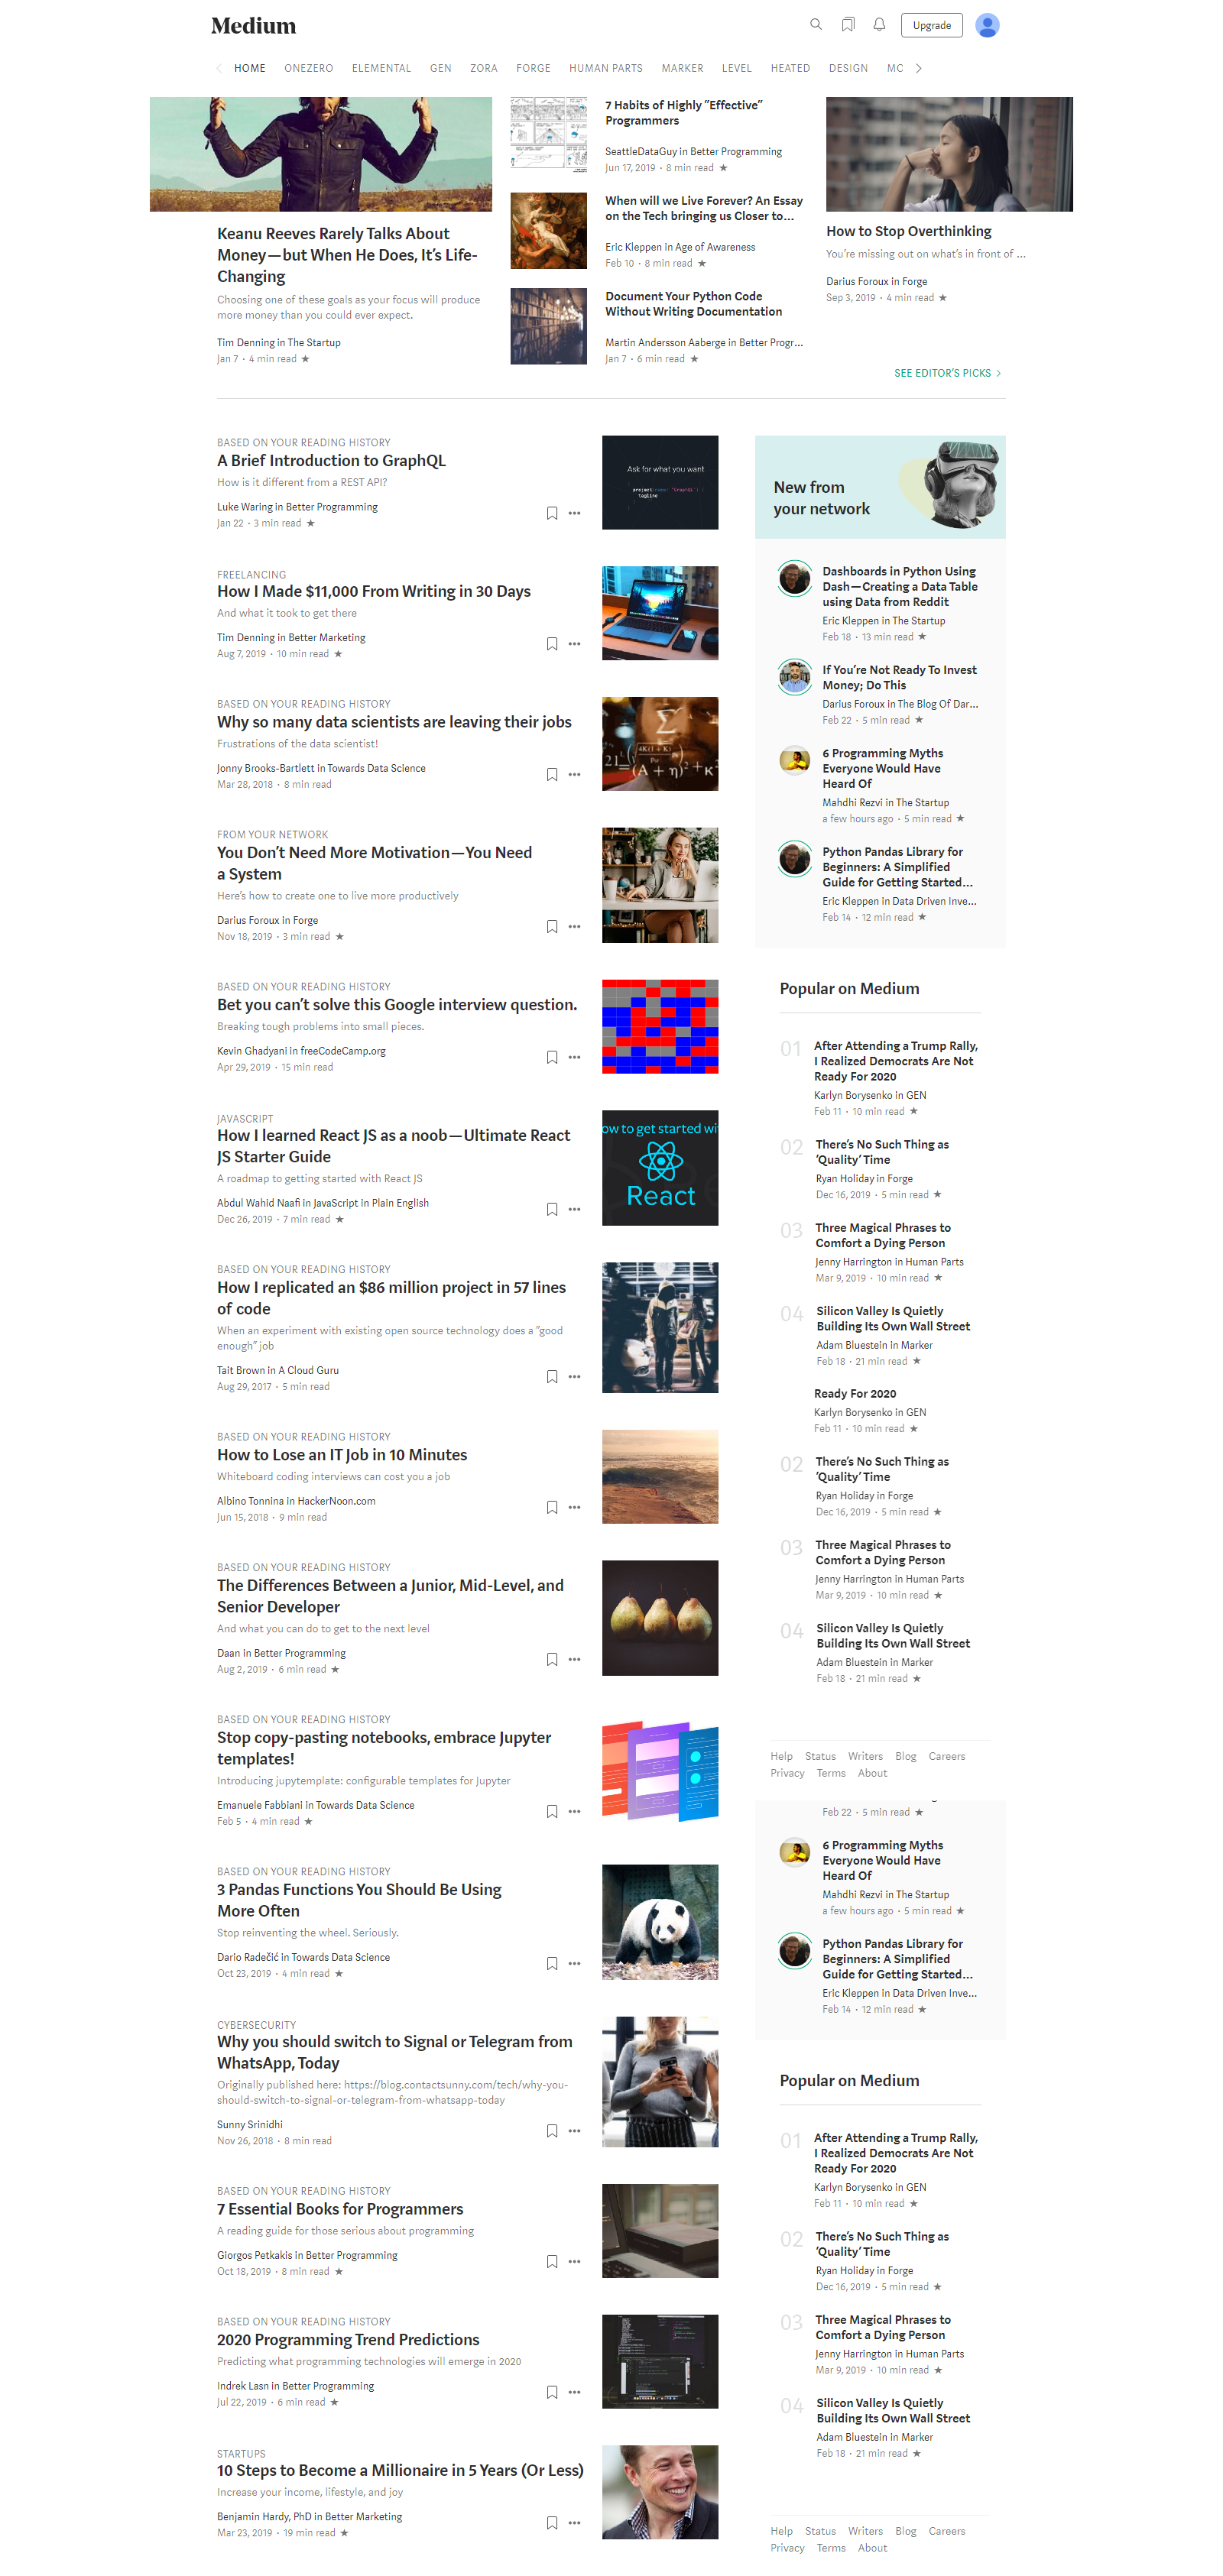 Medium
Upgrade
HOME ONEZERO ELEMENTAL GEN ZORA FORGE HUMAN PARTS MARKER LEVEL HEATED DESIGN MO
Keanu Reeves Rarely Talks About
Money—but When He Does, It's Life-
Changing
Choosing one of these goals as your focus will produce
more money than you could ever expect.
Tim Denning in The Startup
Jan 7 · 4 min read ★
7 Habits of Highly "Effective"
Programmers
SeattleDataGuy in Better Programming
Jun 17, 2019 · 8 min read ★
When will we Live Forever? An Essay
on the Tech bringing us Closer to…
Eric Kleppen in Age of Awareness
Feb 10 · 8 min read ★
Document Your Python Code
Without Writing Documentation
Martin Andersson Aaberge in Better Progr…
Jan 7 · 6 min read ★
How to Stop Overthinking
You're missing out on what's in front of …
Darius Foroux in Forge
Sep 3, 2019 · 4 min read ★
SEE EDITOR'S PICKS
BASED ON YOUR READING HISTORY
A Brief Introduction to GraphQL
How is it different from a REST API?
Luke Waring in Better Programming
Jan 22 · 3 min read ★
Ask for what you want
project(name: "GraphQL") {
tagline
FREELANCING
How I Made $11,000 From Writing in 30 Days
And what it took to get there
Tim Denning in Better Marketing
Aug 7, 2019 · 10 min read ★
BASED ON YOUR READING HISTORY
Why so many data scientists are leaving their jobs
Frustrations of the data scientist!
Jonny Brooks-Bartlett in Towards Data Science
Mar 28, 2018 · 8 min read
FROM YOUR NETWORK
You Don't Need More Motivation—You Need
a System
Here's how to create one to live more productively
Darius Foroux in Forge
Nov 18, 2019 · 3 min read ★
BASED ON YOUR READING HISTORY
Bet you can't solve this Google interview question.
Breaking tough problems into small pieces.
Kevin Ghadyani in freeCodeCamp.org
Apr 29, 2019 · 15 min read
JAVASCRIPT
How I learned React JS as a noob—Ultimate React
JS Starter Guide
A roadmap to getting started with React JS
Abdul Wahid Naafi in JavaScript in Plain English
Dec 26, 2019 · 7 min read ★
ow to get started wi
React
BASED ON YOUR READING HISTORY
How I replicated an $86 million project in 57 lines
of code
When an experiment with existing open source technology does a "good
enough" job
Tait Brown in A Cloud Guru
Aug 29, 2017 · 5 min read
BASED ON YOUR READING HISTORY
How to Lose an IT Job in 10 Minutes
Whiteboard coding interviews can cost you a job
Albino Tonnina in HackerNoon.com
Jun 15, 2018 · 9 min read
BASED ON YOUR READING HISTORY
The Differences Between a Junior, Mid-Level, and
Senior Developer
And what you can do to get to the next level
Daan in Better Programming
Aug 2, 2019 · 6 min read ★
BASED ON YOUR READING HISTORY
Stop copy-pasting notebooks, embrace Jupyter
templates!
Introducing jupytemplate: configurable templates for Jupyter
Emanuele Fabbiani in Towards Data Science
Feb 5 · 4 min read ★
BASED ON YOUR READING HISTORY
3 Pandas Functions You Should Be Using
More Often
Stop reinventing the wheel. Seriously.
Dario Radečić in Towards Data Science
Oct 23, 2019 · 4 min read ★
CYBERSECURITY
Why you should switch to Signal or Telegram from
WhatsApp, Today
Originally published here: https://blog.contactsunny.com/tech/why-you-
should-switch-to-signal-or-telegram-from-whatsapp-today
Sunny Srinidhi
Nov 26, 2018 · 8 min read
BASED ON YOUR READING HISTORY
7 Essential Books for Programmers
A reading guide for those serious about programming
Giorgos Petkakis in Better Programming
Oct 18, 2019 · 8 min read ★
BASED ON YOUR READING HISTORY
2020 Programming Trend Predictions
Predicting what programming technologies will emerge in 2020
Indrek Lasn in Better Programming
Jul 22, 2019 · 6 min read ★
STARTUPS
10 Steps to Become a Millionaire in 5 Years (Or Less)
Increase your income, lifestyle, and joy
Benjamin Hardy, PhD in Better Marketing
Mar 23, 2019 · 19 min read ★
New from
your network
Dashboards in Python Using
Dash—Creating a Data Table
using Data from Reddit
Eric Kleppen in The Startup
Feb 18 · 13 min read ★
If You're Not Ready To Invest
Money; Do This
Darius Foroux in The Blog Of Dar…
Feb 22 · 5 min read ★
6 Programming Myths
Everyone Would Have
Heard Of
Mahdhi Rezvi in The Startup
a few hours ago · 5 min read ★
Python Pandas Library for
Beginners: A Simplified
Guide for Getting Started…
Eric Kleppen in Data Driven Inve…
Feb 14 · 12 min read ★
Popular on Medium
01 After Attending a Trump Rally,
I Realized Democrats Are Not
Ready For 2020
Karlyn Borysenko in GEN
Feb 11 · 10 min read ★
02 There's No Such Thing as
'Quality' Time
Ryan Holiday in Forge
Dec 16, 2019 · 5 min read ★
03 Three Magical Phrases to
Comfort a Dying Person
Jenny Harrington in Human Parts
Mar 9, 2019 · 10 min read ★
04 Silicon Valley Is Quietly
Building Its Own Wall Street
Adam Bluestein in Marker
Feb 18 · 21 min read ★
Ready For 2020
Karlyn Borysenko in GEN
Feb 11 · 10 min read ★
02 There's No Such Thing as
'Quality' Time
Ryan Holiday in Forge
Dec 16, 2019 · 5 min read ★
03 Three Magical Phrases to
Comfort a Dying Person
Jenny Harrington in Human Parts
Mar 9, 2019 · 10 min read ★
04 Silicon Valley Is Quietly
Building Its Own Wall Street
Adam Bluestein in Marker
Feb 18 · 21 min read ★
Help Status Writers Blog Careers
Privacy Terms About
Feb 22 · 5 min read ★
6 Programming Myths
Everyone Would Have
Heard Of
Mahdhi Rezvi in The Startup
a few hours ago · 5 min read ★
Python Pandas Library for
Beginners: A Simplified
Guide for Getting Started…
Eric Kleppen in Data Driven Inve…
Feb 14 · 12 min read ★
Popular on Medium
01 After Attending a Trump Rally,
I Realized Democrats Are Not
Ready For 2020
Karlyn Borysenko in GEN
Feb 11 · 10 min read ★
02 There's No Such Thing as
'Quality' Time
Ryan Holiday in Forge
Dec 16, 2019 · 5 min read ★
03 Three Magical Phrases to
Comfort a Dying Person
Jenny Harrington in Human Parts
Mar 9, 2019 · 10 min read ★
04 Silicon Valley Is Quietly
Building Its Own Wall Street
Adam Bluestein in Marker
Feb 18 · 21 min read ★
Help Status Writers Blog Careers
Privacy Terms About